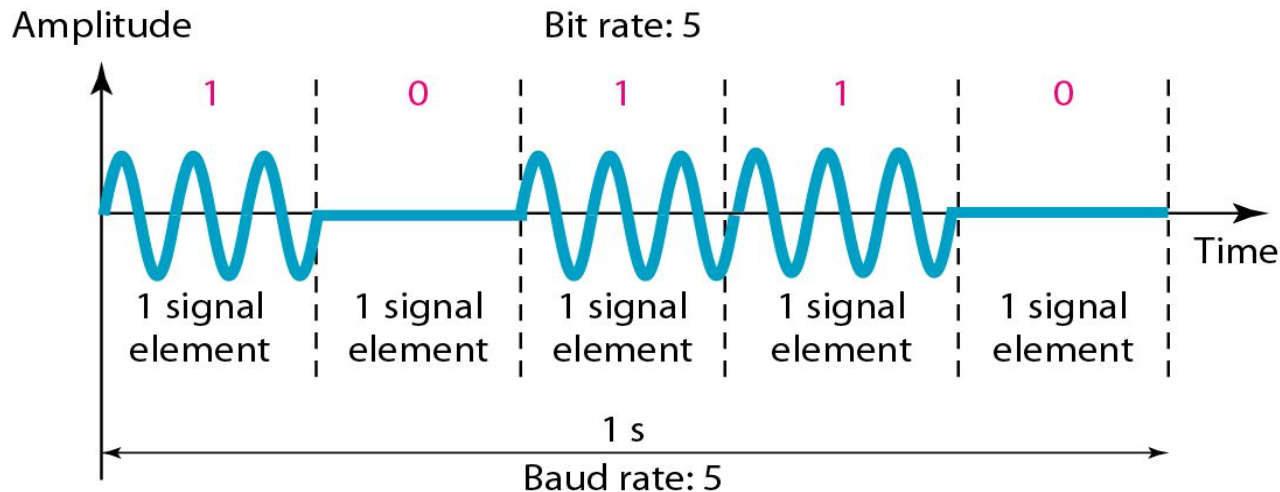 Amplitude
Bit rate: 5
1 0 1 1 0
Time
1 signal element
1 signal element
1 signal element
1 signal element
1 signal element
1 s
Baud rate: 5